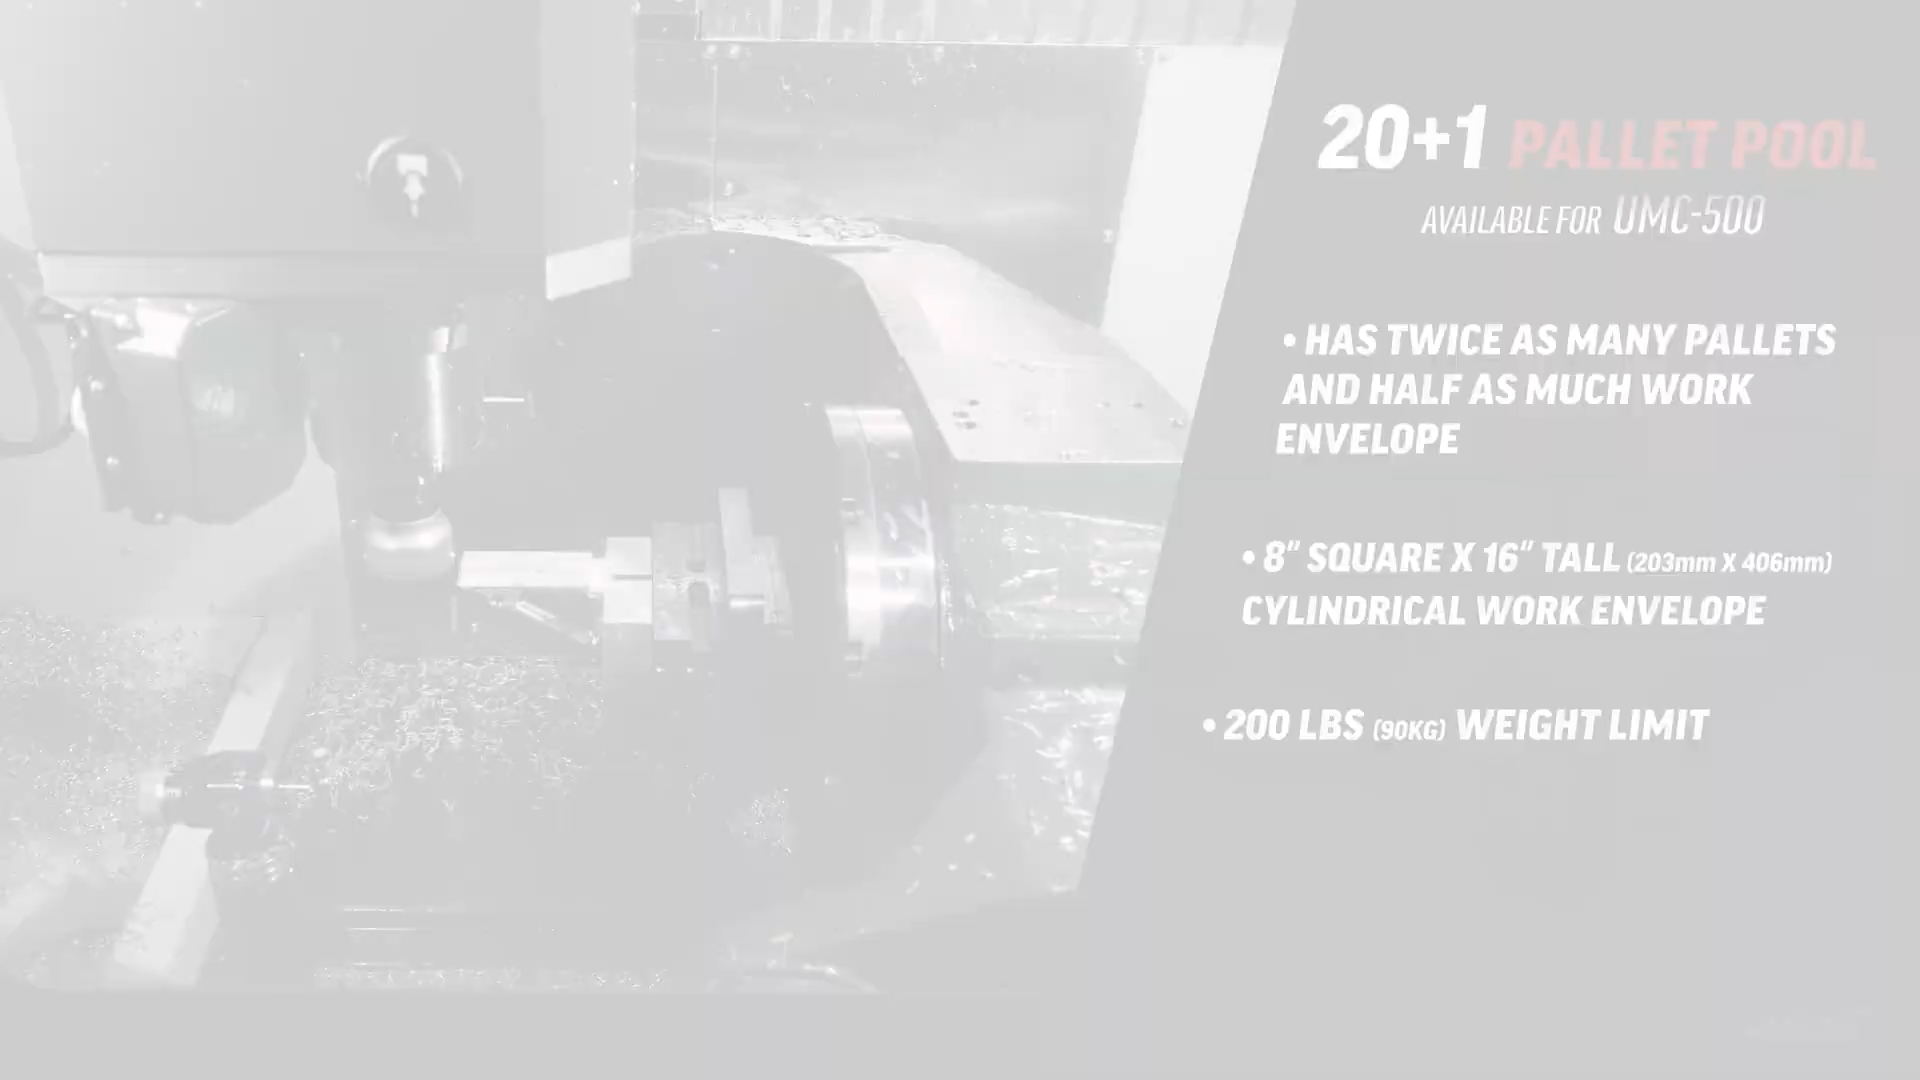 20+1 PALLET POOL
AVAILABLE FOR UMC-500
• HAS TWICE AS MANY PALLETS
AND HALF AS MUCH WORK
ENVELOPE
• 8" SQUARE X 16" TALL (203mm X 406mm)
CYLINDRICAL WORK ENVELOPE
• 200 LBS (90KG) WEIGHT LIMIT